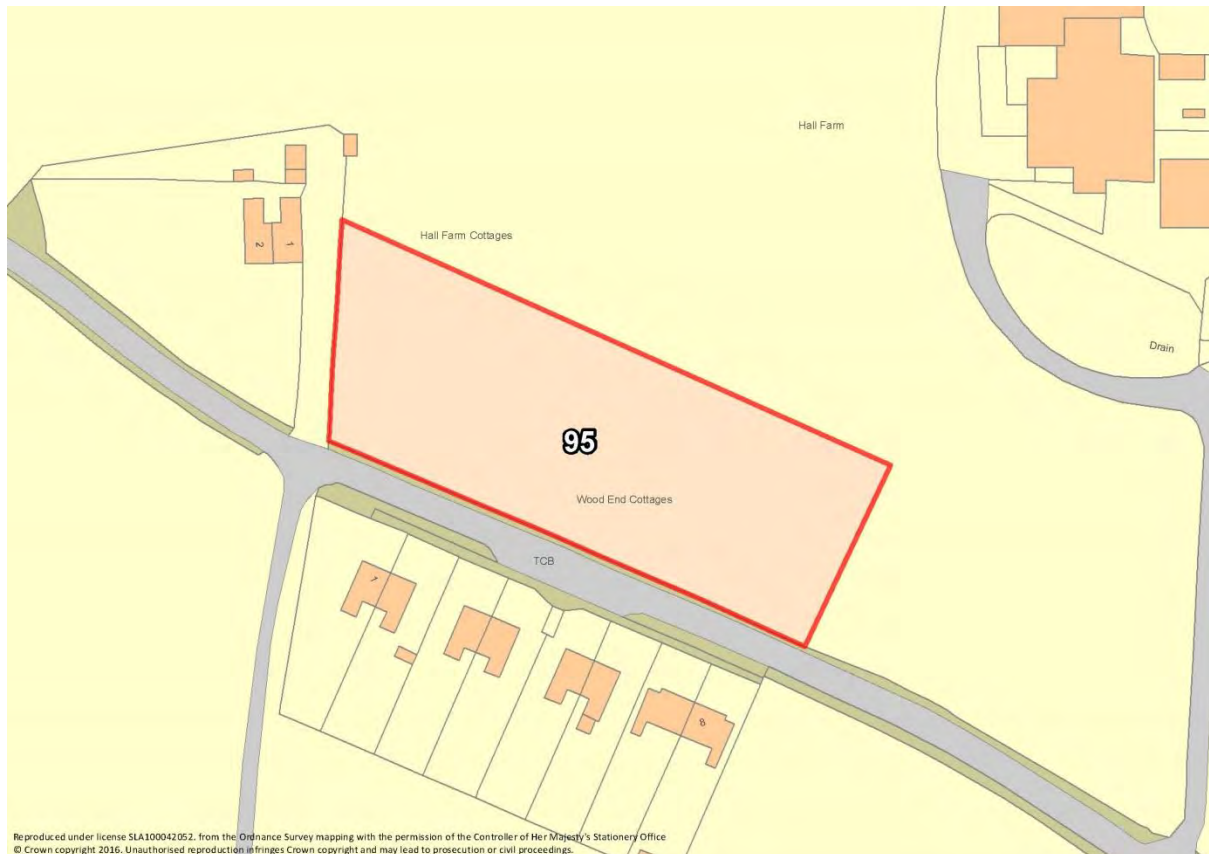 Hall Farm
Hall Farm Cottages
2
1
Drain
95
Wood End Cottages
TCB
1
8
Reproduced under license SLA100042052. from the Ordnance Survey mapping with the permission of the Controller of Her Majesty's Stationery Office
© Crown copyright 2016. Unauthorised reproduction infringes Crown copyright and may lead to prosecution or civil proceedings.